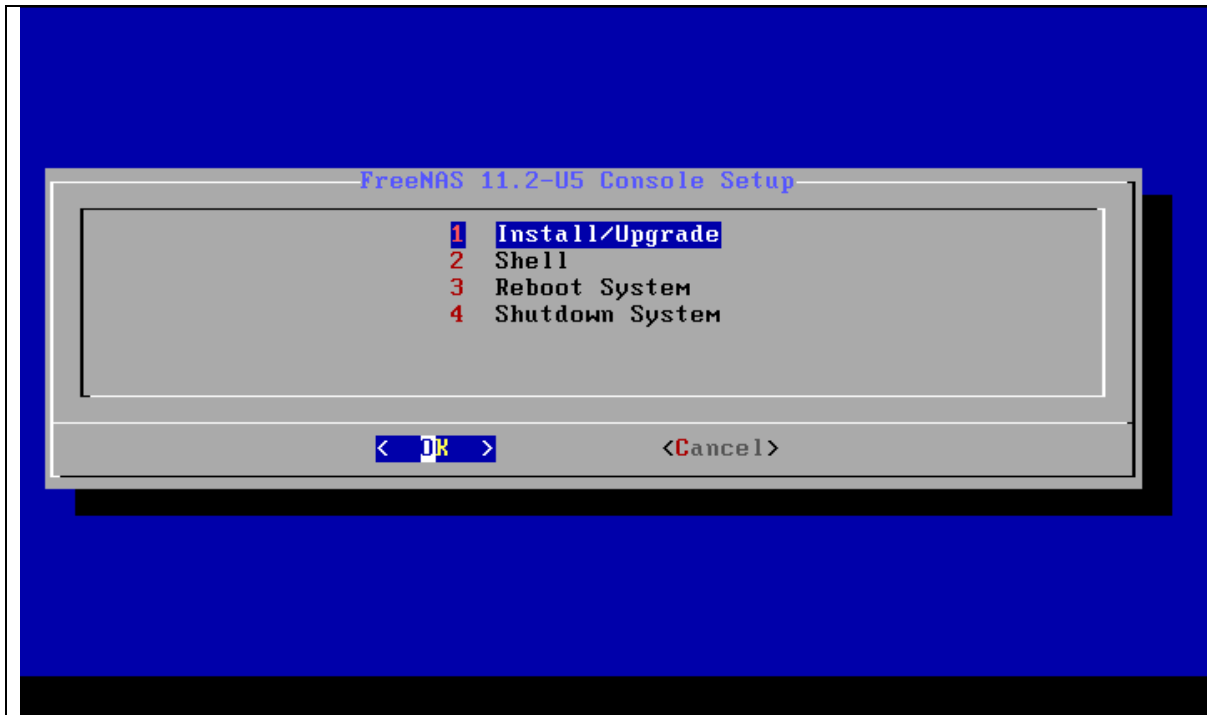 FreeNAS 11.2-U5 Console Setup
1 Install/Upgrade
2 Shell
3 Reboot System
4 Shutdown System
< OK > <Cancel>